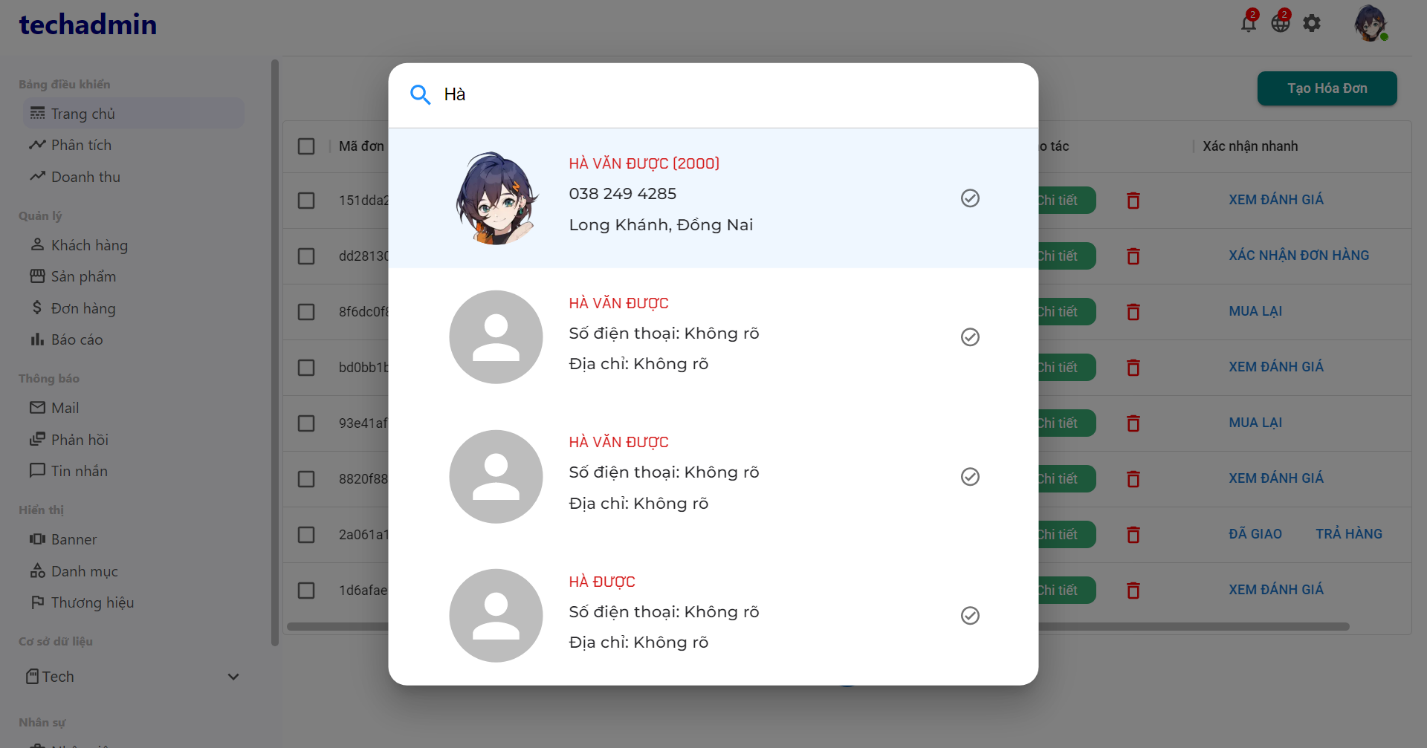 techadmin
2
2
Bảng điều khiển
Trang chủ
Phân tích
Doanh thu
Quản lý
Khách hàng
Sản phẩm
Đơn hàng
Báo cáo
Thông báo
Mail
Phản hồi
Tin nhắn
Hiển thị
Banner
Danh mục
Thương hiệu
Cơ sở dữ liệu
Tech
Nhân sự
Hà
HÀ VĂN ĐƯỢC (2000)
038 249 4285
Long Khánh, Đồng Nai
HÀ VĂN ĐƯỢC
Số điện thoại: Không rõ
Địa chỉ: Không rõ
HÀ VĂN ĐƯỢC
Số điện thoại: Không rõ
Địa chỉ: Không rõ
HÀ ĐƯỢC
Số điện thoại: Không rõ
Địa chỉ: Không rõ
Tạo Hóa Đơn
Mã đơn
o tác
Xác nhận nhanh
151dda2
Chi tiết
XEM ĐÁNH GIÁ
dd28130
Chi tiết
XÁC NHẬN ĐƠN HÀNG
8f6dc0f8
Chi tiết
MUA LẠI
bd0bb1b
Chi tiết
XEM ĐÁNH GIÁ
93e41af
Chi tiết
MUA LẠI
8820f88
Chi tiết
XEM ĐÁNH GIÁ
2a061a1
Chi tiết
ĐÃ GIAO
TRẢ HÀNG
1d6afae
Chi tiết
XEM ĐÁNH GIÁ